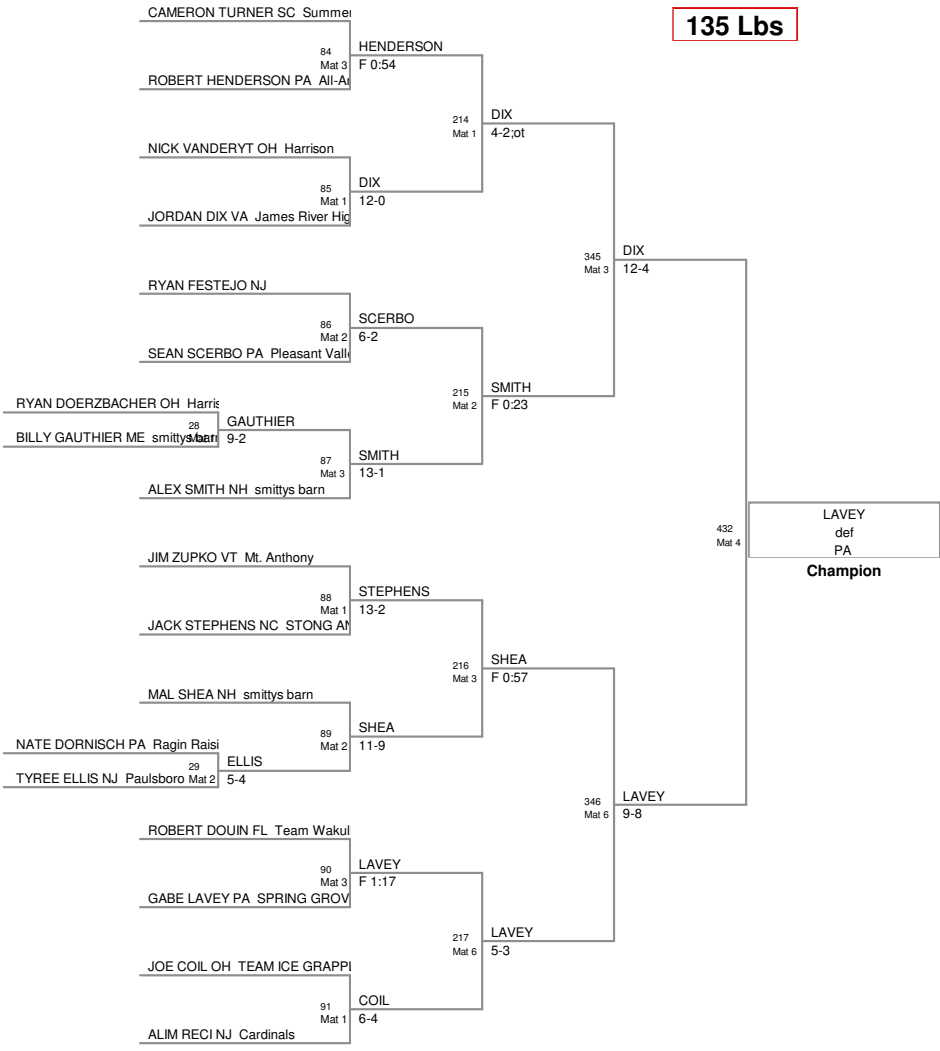 135 Lbs
CAMERON TURNER SC Summer
84
Mat 3
HENDERSON
F 0:54
ROBERT HENDERSON PA All-A
214
Mat 1
DIX
4-2;ot
NICK VANDERYT OH Harrison
85
Mat 1
DIX
12-0
JORDAN DIX VA James River Hig
345
Mat 3
DIX
12-4
RYAN FESTEJO NJ
86
Mat 2
SCERBO
6-2
SEAN SCERBO PA Pleasant Valle
215
Mat 2
SMITH
F 0:23
RYAN DOERZBACHER OH Harris
28
Mat 1
GAUTHIER
9-2
BILLY GAUTHIER ME smittys barn
87
Mat 3
SMITH
13-1
ALEX SMITH NH smittys barn
432
Mat 4
LAVEY
def
PA
Champion
JIM ZUPKO VT Mt. Anthony
88
Mat 1
STEPHENS
13-2
JACK STEPHENS NC STONG AN
216
Mat 3
SHEA
F 0:57
MAL SHEA NH smittys barn
89
Mat 2
SHEA
11-9
NATE DORNISCH PA Ragin Raisi
29
Mat 2
ELLIS
5-4
TYREE ELLIS NJ Paulsboro
346
Mat 6
LAVEY
9-8
ROBERT DOUIN FL Team Wakul
90
Mat 3
LAVEY
F 1:17
GABE LAVEY PA SPRING GROV
217
Mat 6
LAVEY
5-3
JOE COIL OH TEAM ICE GRAPPL
91
Mat 1
COIL
6-4
ALIM RECI NJ Cardinals